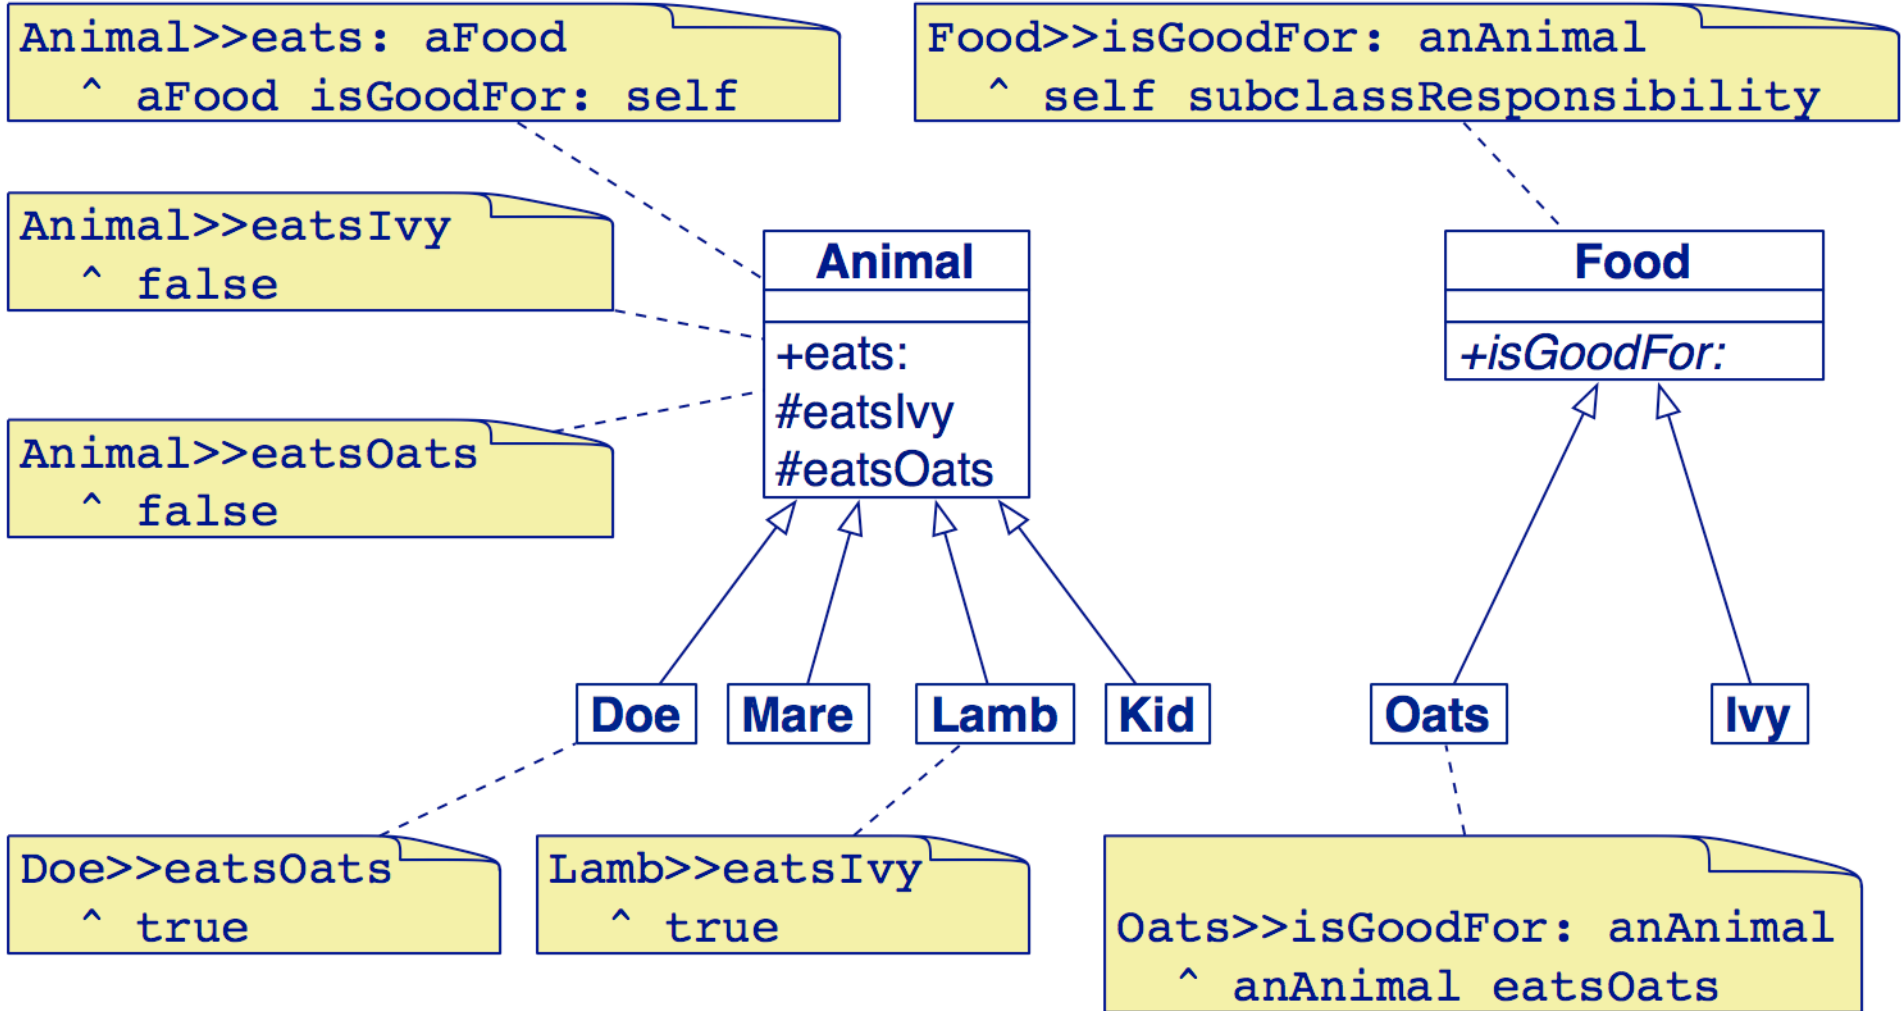 Animal>>eats: aFood
^ aFood isGoodFor: self
Food>>isGoodFor: anAnimal
^ self subclassResponsibility
Animal>>eatsIvy
^ false
Animal>>eatsOats
^ false
Animal
+eats:
#eatsIvy
#eatsOats
Food
+isGoodFor:
Doe
Mare
Lamb
Kid
Oats
Ivy
Doe>>eatsOats
^ true
Lamb>>eatsIvy
^ true
Oats>>isGoodFor: anAnimal
^ anAnimal eatsOats